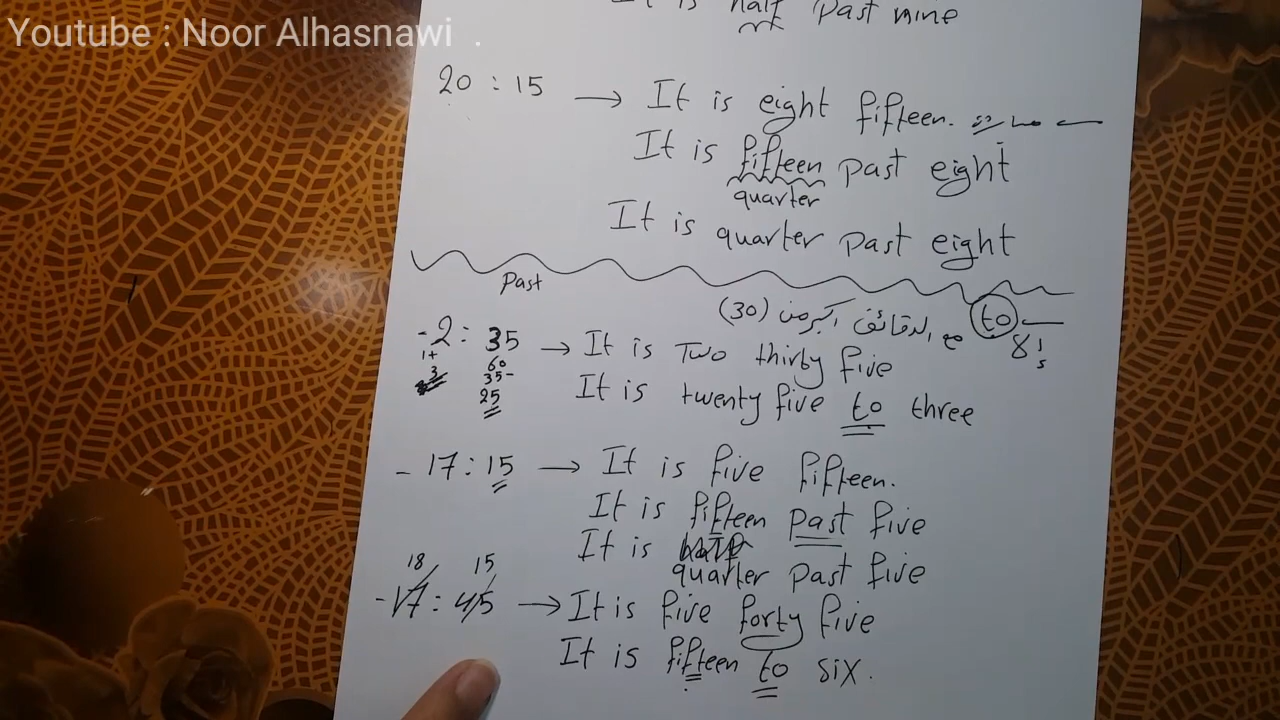 Youtube : Noor Alhasnawi .
It is half past nine
20 : 15 → It is eight fifteen.
It is fifteen past eight
quarter
It is quarter past eight
Past
to مع الدقائق اكبر من (30)
- 2 : 35 → It is Two thirty five
1+
3
60
35-
25
It is twenty five to three
- 17 : 15 → It is five fifteen.
It is fifteen past five
It is
quarter past five
18 15
- 17 : 45 → It is five forty five
It is fifteen to six.